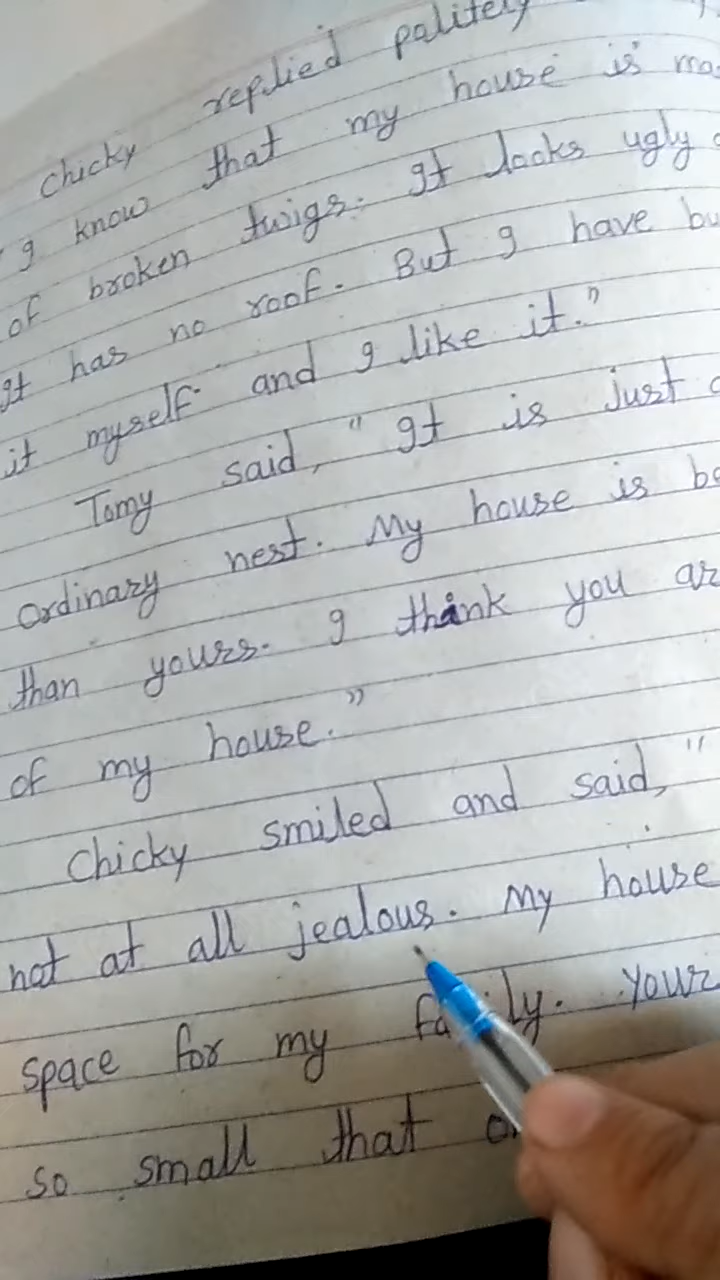 Chicky replied palitely
I know that my house is
of broken twigs. It looks ugly
It has no roof. But I have
it myself and I like it."
Tomy said, " It is just
ordinary nest. My house is
than yours. I think you
of my house."
Chicky smiled and said, "
not at all jealous. My house
space for my family. Your
so small that